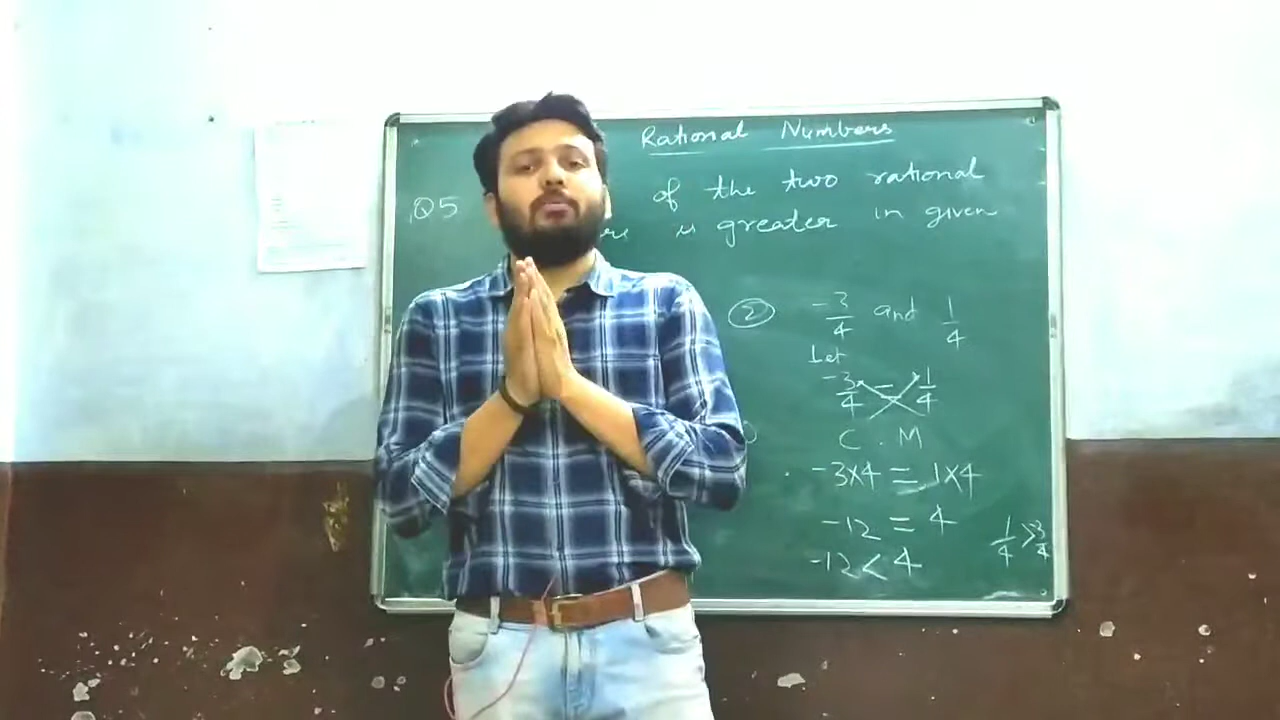 Rational Numbers
Q5 of the two rational
is greater in given
② -3/4 and 1/4
Let
-3/4 = 1/4
C . M
-3×4 = 1×4
-12 = 4
-12 < 4
1/4 > 3/4